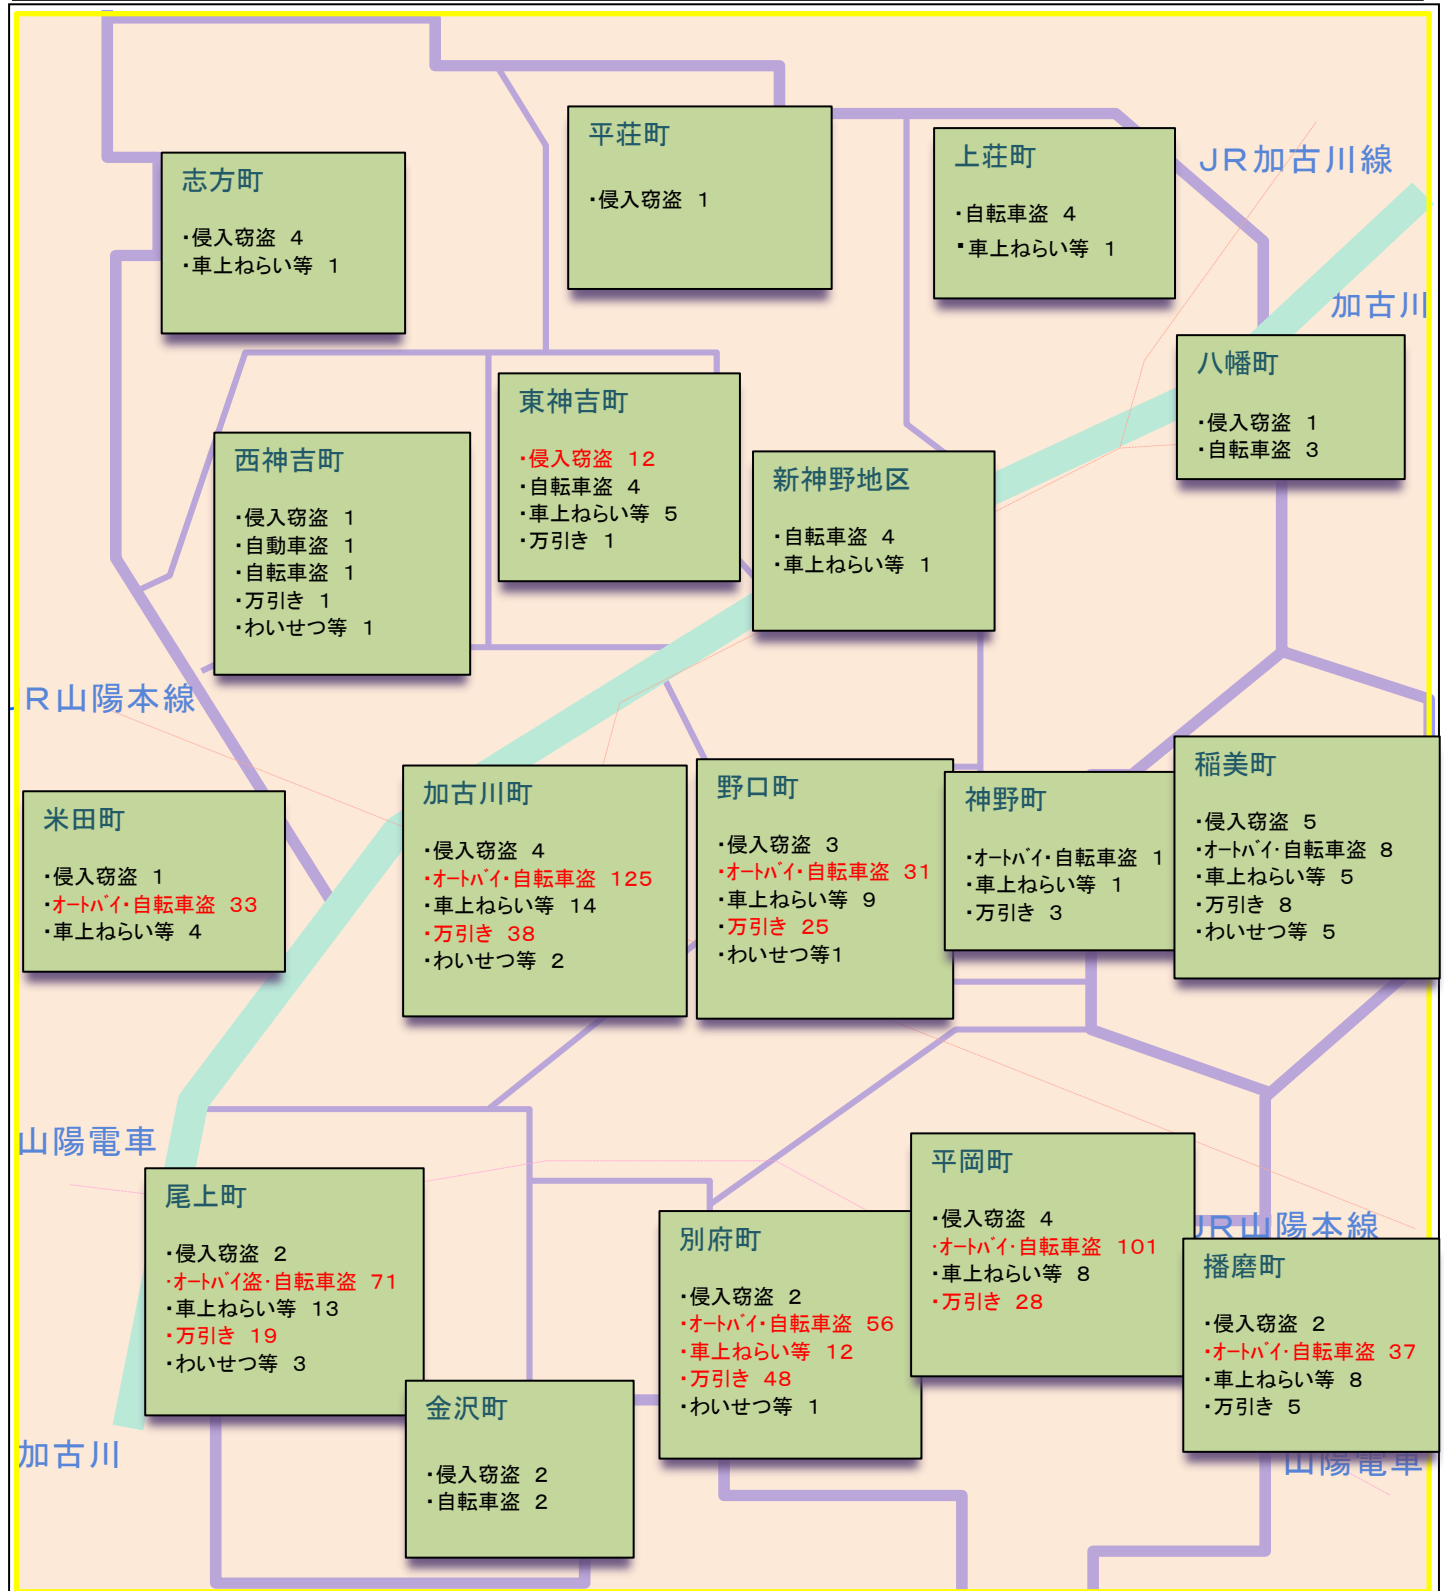 平荘町
・侵入窃盗 1
上荘町
・自転車盗 4
・車上ねらい等 1
JR加古川線
志方町
・侵入窃盗 4
・車上ねらい等 1
加古川
八幡町
・侵入窃盗 1
・自転車盗 3
東神吉町
・侵入窃盗 12
・自転車盗 4
・車上ねらい等 5
・万引き 1
西神吉町
・侵入窃盗 1
・自動車盗 1
・自転車盗 1
・万引き 1
・わいせつ等 1
新神野地区
・自転車盗 4
・車上ねらい等 1
JR山陽本線
米田町
・侵入窃盗 1
・オートバイ・自転車盗 33
・車上ねらい等 4
加古川町
・侵入窃盗 4
・オートバイ・自転車盗 125
・車上ねらい等 14
・万引き 38
・わいせつ等 2
野口町
・侵入窃盗 3
・オートバイ・自転車盗 31
・車上ねらい等 9
・万引き 25
・わいせつ等1
神野町
・オートバイ・自転車盗 1
・車上ねらい等 1
・万引き 3
稲美町
・侵入窃盗 5
・オートバイ・自転車盗 8
・車上ねらい等 5
・万引き 8
・わいせつ等 5
山陽電車
尾上町
・侵入窃盗 2
・オートバイ盗・自転車盗 71
・車上ねらい等 13
・万引き 19
・わいせつ等 3
加古川
金沢町
・侵入窃盗 2
・自転車盗 2
別府町
・侵入窃盗 2
・オートバイ・自転車盗 56
・車上ねらい等 12
・万引き 48
・わいせつ等 1
平岡町
・侵入窃盗 4
・オートバイ・自転車盗 101
・車上ねらい等 8
・万引き 28
JR山陽本線
播磨町
・侵入窃盗 2
・オートバイ・自転車盗 37
・車上ねらい等 8
・万引き 5
山陽電車